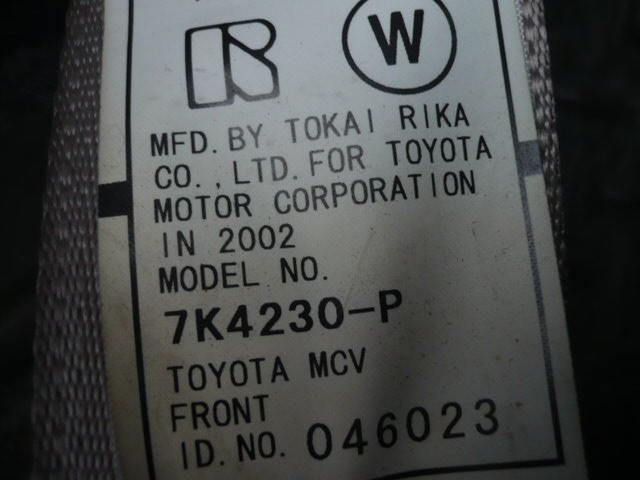 R
W
MFD. BY TOKAI RIKA
CO., LTD. FOR TOYOTA
MOTOR CORPORATION
IN 2002
MODEL NO.
7K4230-P
TOYOTA MCV
FRONT
ID. NO. 046023